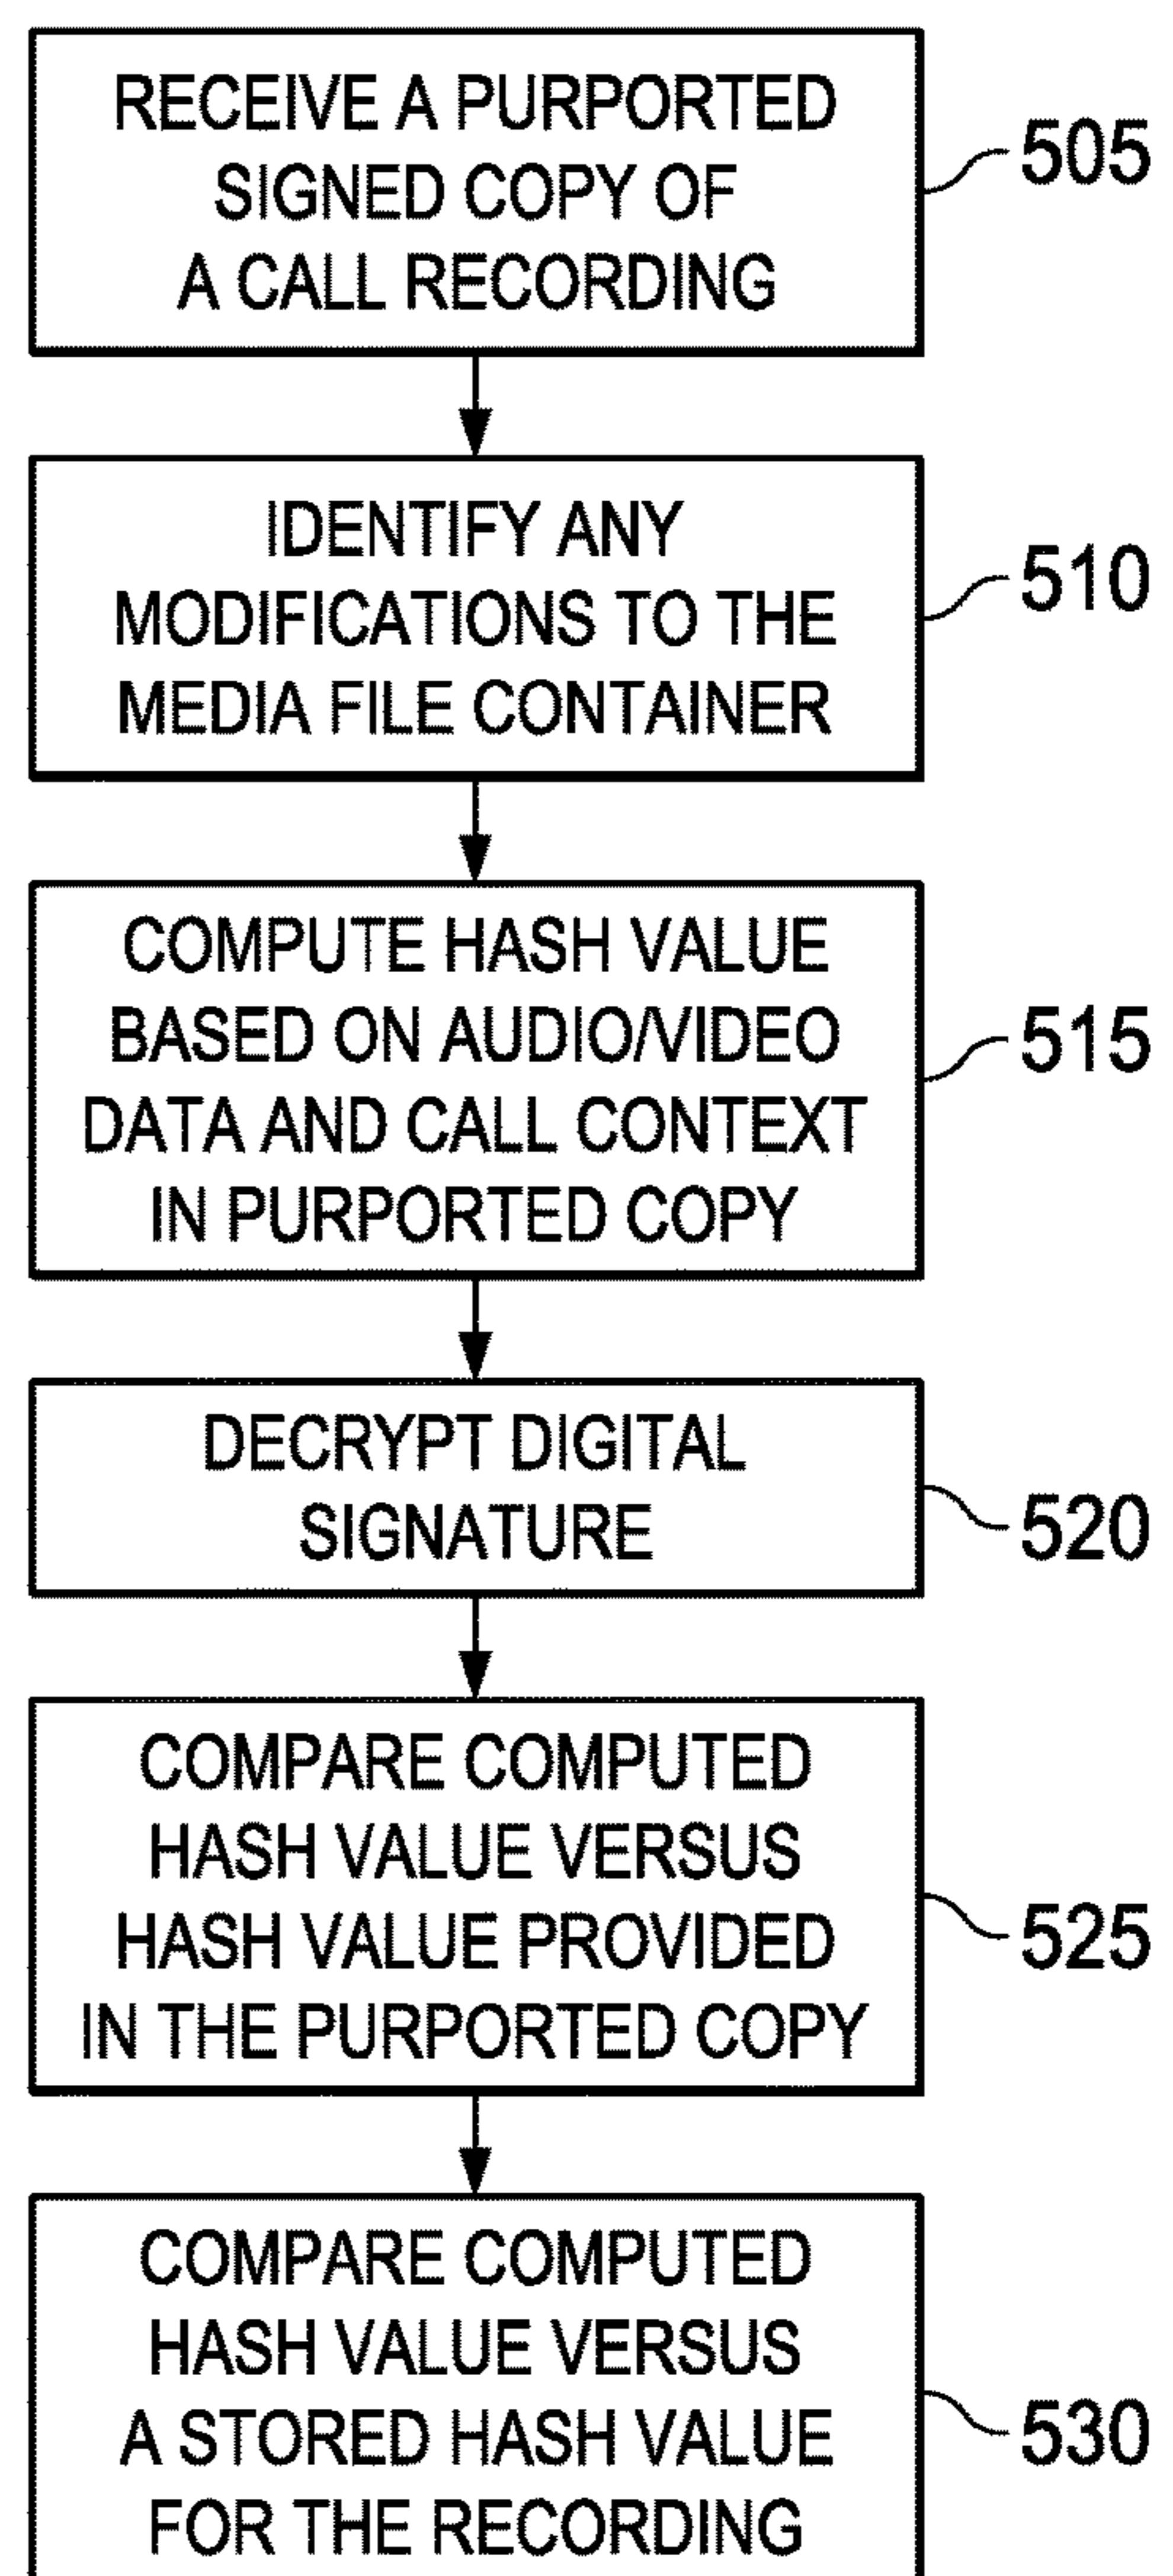 RECEIVE A PURPORTED
SIGNED COPY OF
A CALL RECORDING
505
IDENTIFY ANY
MODIFICATIONS TO THE
MEDIA FILE CONTAINER
510
COMPUTE HASH VALUE
BASED ON AUDIO/VIDEO
DATA AND CALL CONTEXT
IN PURPORTED COPY
515
DECRYPT DIGITAL
SIGNATURE
520
COMPARE COMPUTED
HASH VALUE VERSUS
HASH VALUE PROVIDED
IN THE PURPORTED COPY
525
COMPARE COMPUTED
HASH VALUE VERSUS
A STORED HASH VALUE
FOR THE RECORDING
530